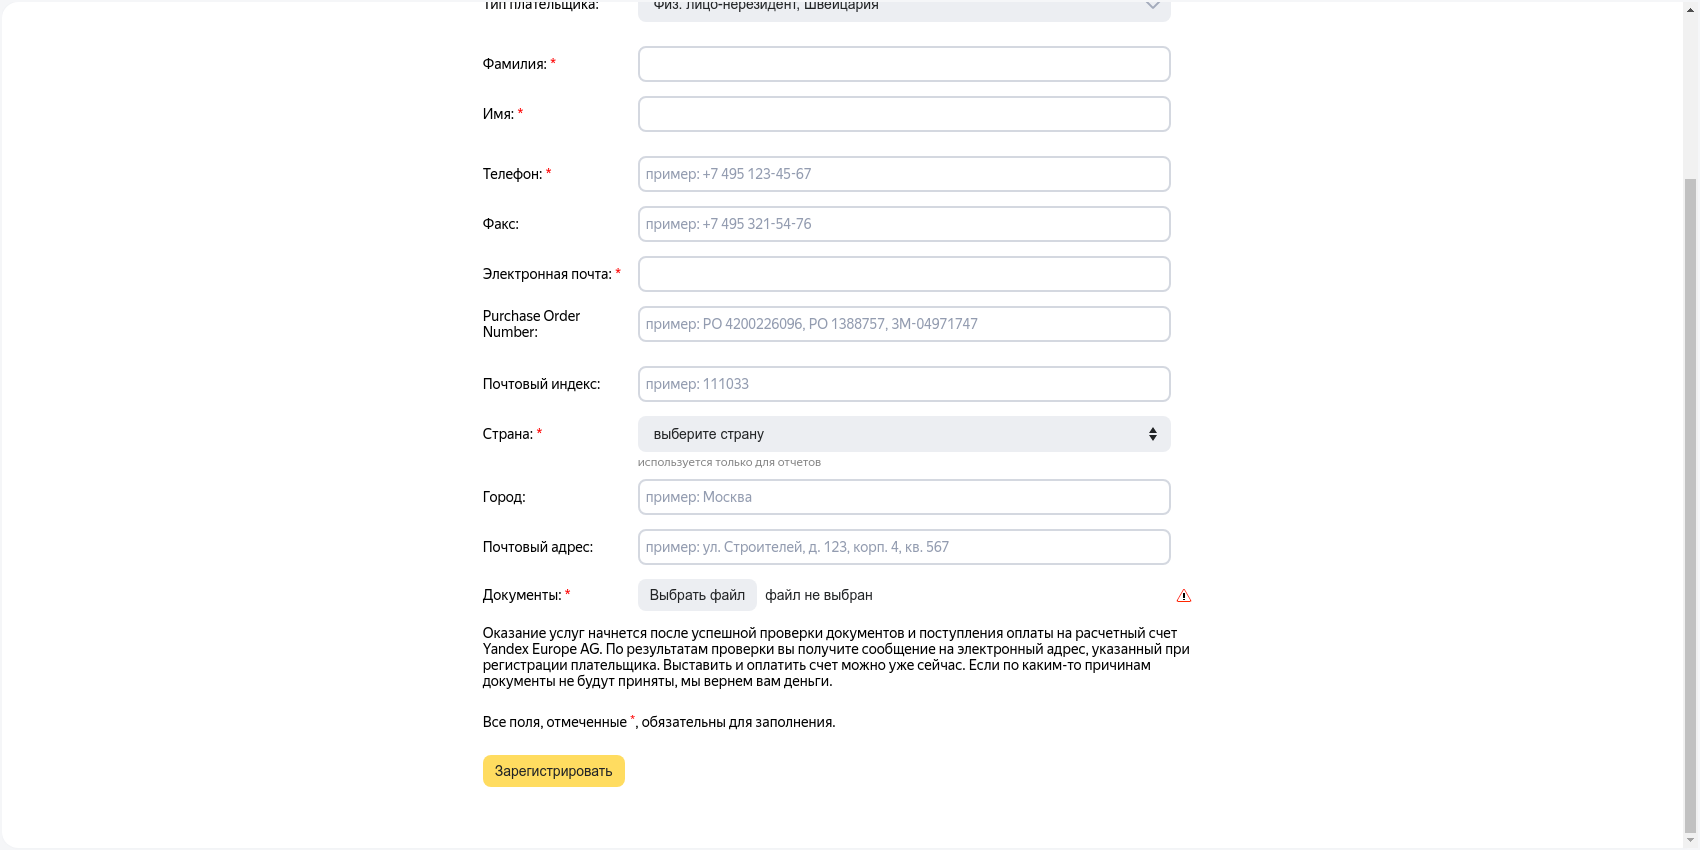 Тип плательщика: Физ. лицо-нерезидент, Швейцария
Фамилия: *
Имя: *
Телефон: * пример: +7 495 123-45-67
Факс: пример: +7 495 321-54-76
Электронная почта: *
Purchase Order
Number: пример: PO 4200226096, PO 1388757, 3M-04971747
Почтовый индекс: пример: 111033
Страна: * выберите страну
используется только для отчетов
Город: пример: Москва
Почтовый адрес: пример: ул. Строителей, д. 123, корп. 4, кв. 567
Документы: * Выбрать файл файл не выбран
Оказание услуг начнется после успешной проверки документов и поступления оплаты на расчетный счет
Yandex Europe AG. По результатам проверки вы получите сообщение на электронный адрес, указанный при
регистрации плательщика. Выставить и оплатить счет можно уже сейчас. Если по каким-то причинам
документы не будут приняты, мы вернем вам деньги.
Все поля, отмеченные *, обязательны для заполнения.
Зарегистрировать